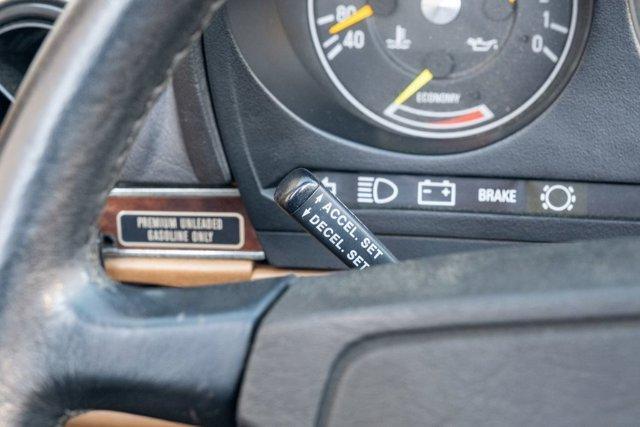 80
40
1
0
ECONOMY
BRAKE
ACCEL. SET
DECEL. SET
PREMIUM UNLEADED
GASOLINE ONLY